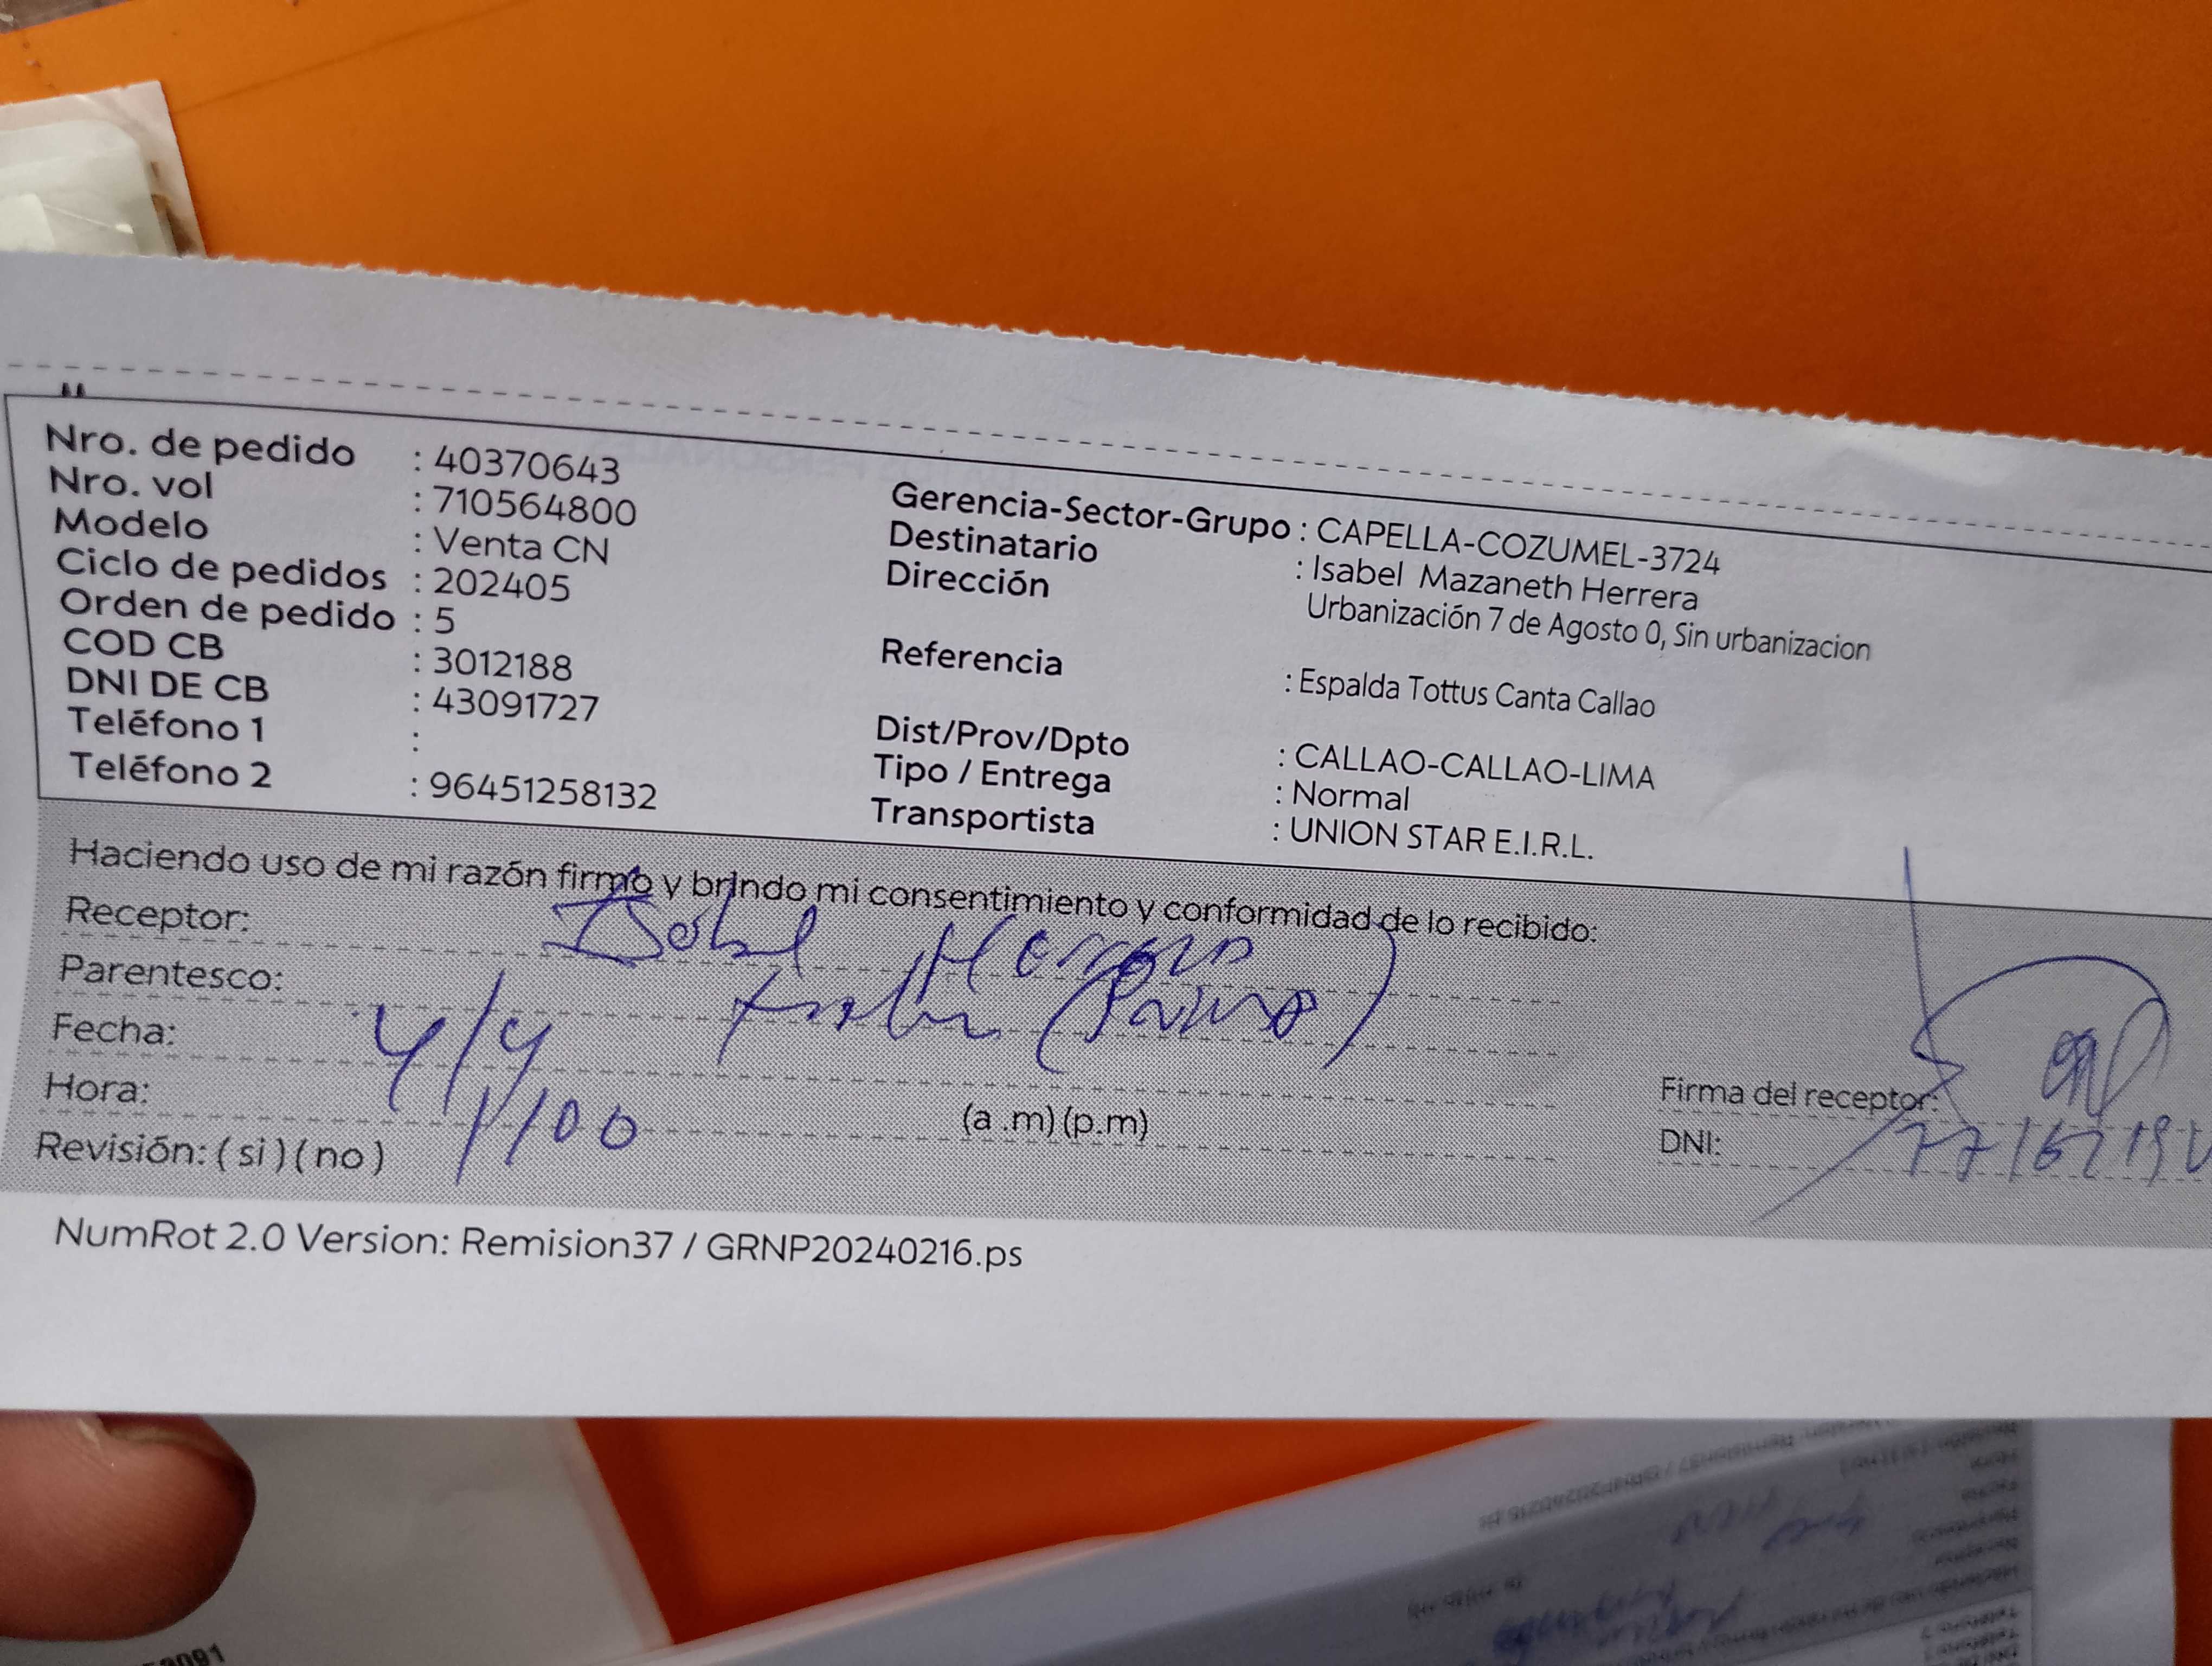 Nro. de pedido : 40370643
Nro. vol : 710564800
Modelo : Venta CN
Ciclo de pedidos : 202405
Orden de pedido : 5
COD CB : 3012188
DNI DE CB : 43091727
Teléfono 1 :
Teléfono 2 : 96451258132
Gerencia-Sector-Grupo : CAPELLA-COZUMEL-3724
Destinatario : Isabel Mazaneth Herrera
Dirección Urbanización 7 de Agosto 0, Sin urbanizacion
Referencia : Espalda Tottus Canta Callao
Dist/Prov/Dpto : CALLAO-CALLAO-LIMA
Tipo / Entrega : Normal
Transportista : UNION STAR E.I.R.L.
Haciendo uso de mi razón firmo y brindo mi consentimiento y conformidad de lo recibido:
Receptor: Isabel Herrera
Parentesco: (Primo)
Fecha: 4/4
Hora: (a .m) (p.m)
Revisión: ( si ) ( no )
Firma del receptor:
DNI:
NumRot 2.0 Version: Remision37 / GRNP20240216.ps